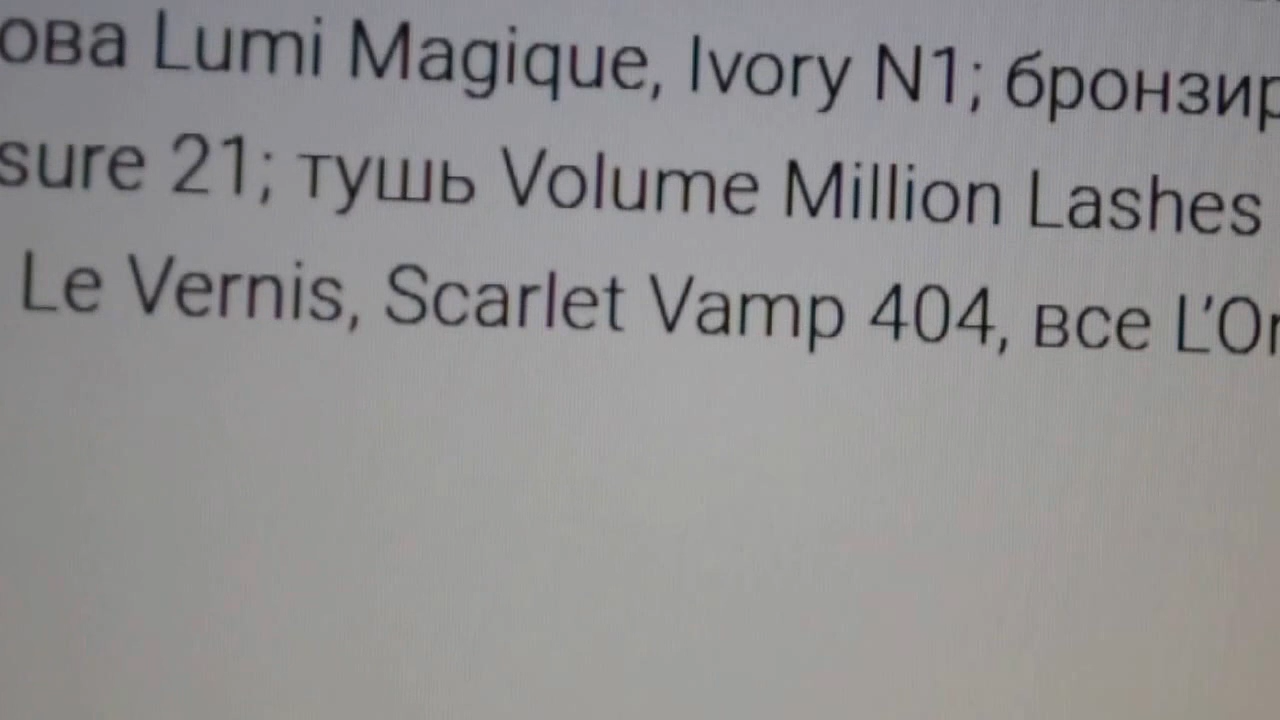 ова Lumi Magique, Ivory N1; бронзир
sure 21; тушь Volume Million Lashes
Le Vernis, Scarlet Vamp 404, все L’Or